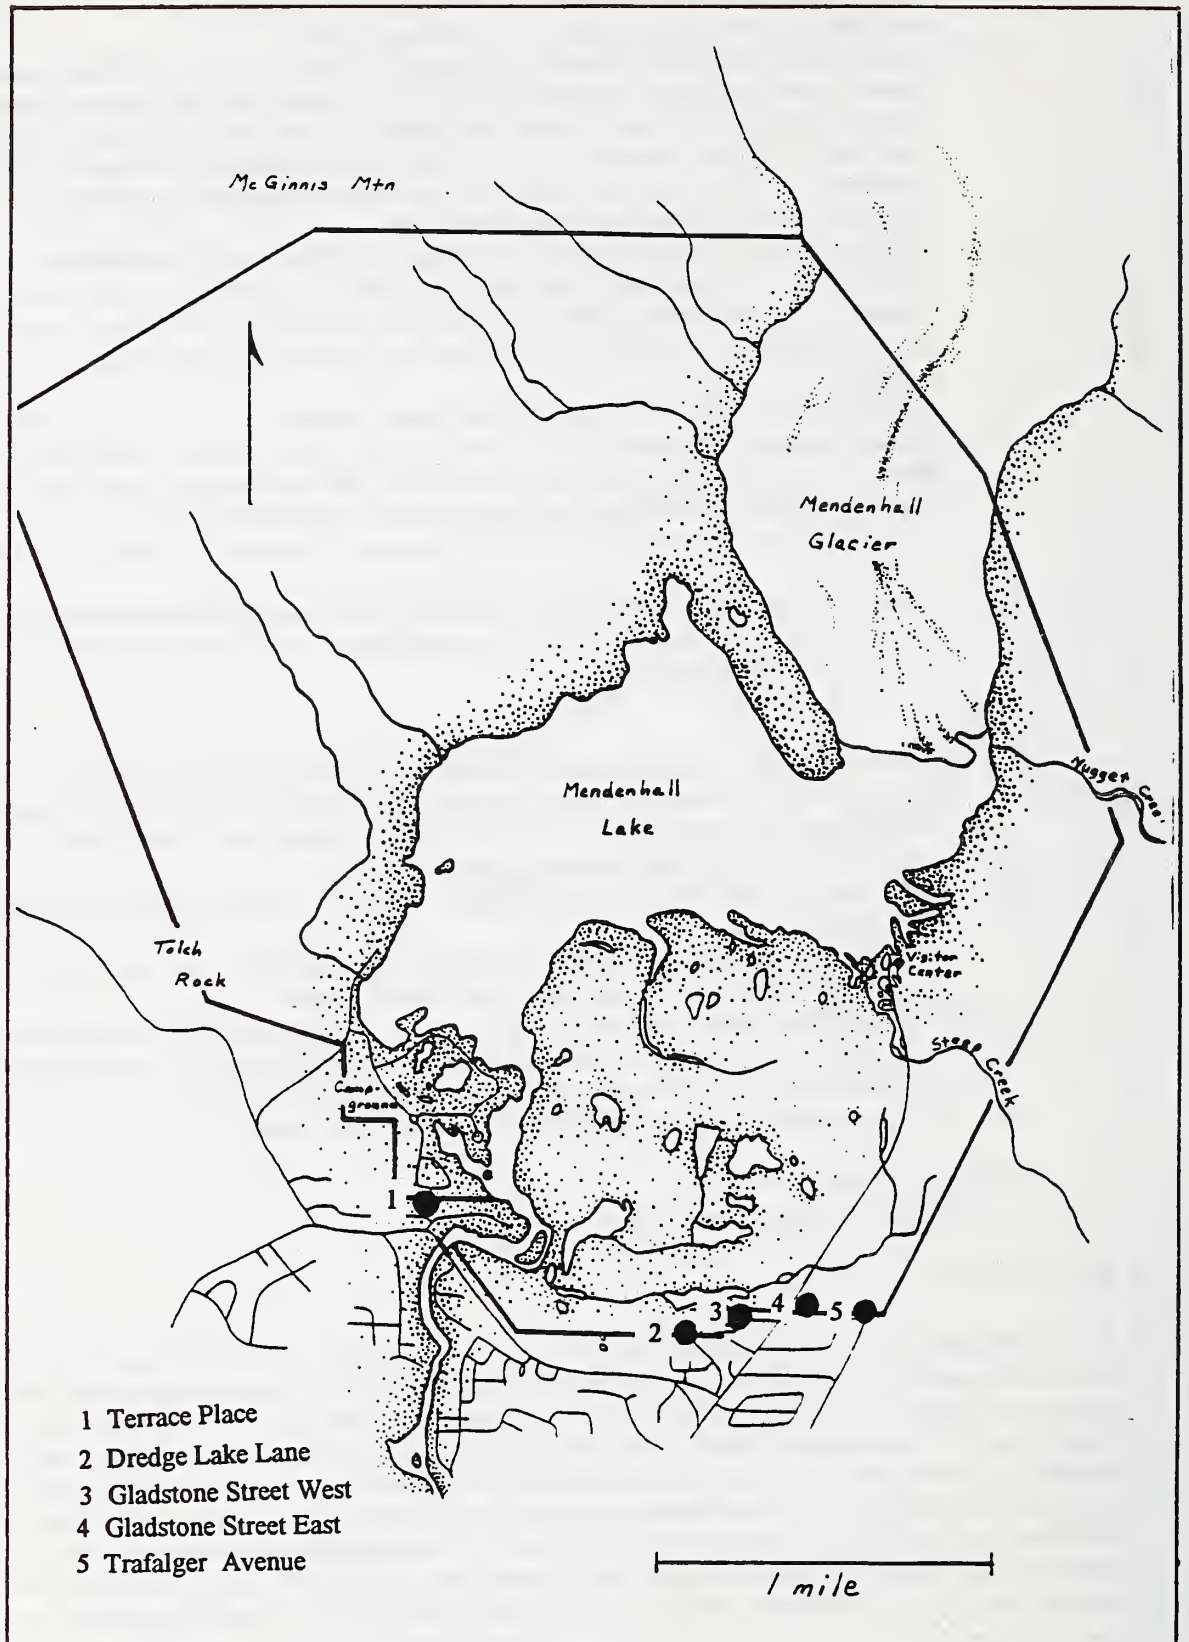 McGinnis Mtn
Mendenhall
Glacier
Mendenhall
Lake
Nugget Creek
Tolch
Rock
Visitor
Center
Steep Creek
Camp-
ground
1
2
3
4
5
1 Terrace Place
2 Dredge Lake Lane
3 Gladstone Street West
4 Gladstone Street East
5 Trafalger Avenue
1 mile